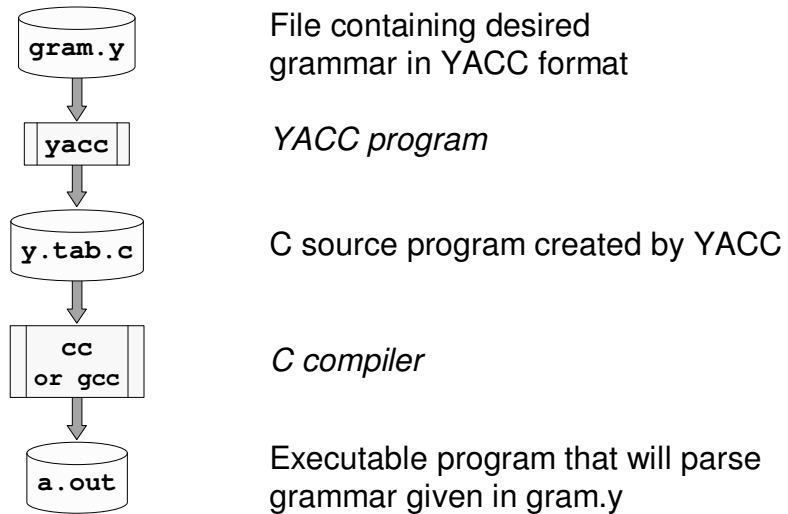 gram.y
File containing desired
grammar in YACC format
yacc
YACC program
y.tab.c
C source program created by YACC
cc
or gcc
C compiler
a.out
Executable program that will parse
grammar given in gram.y